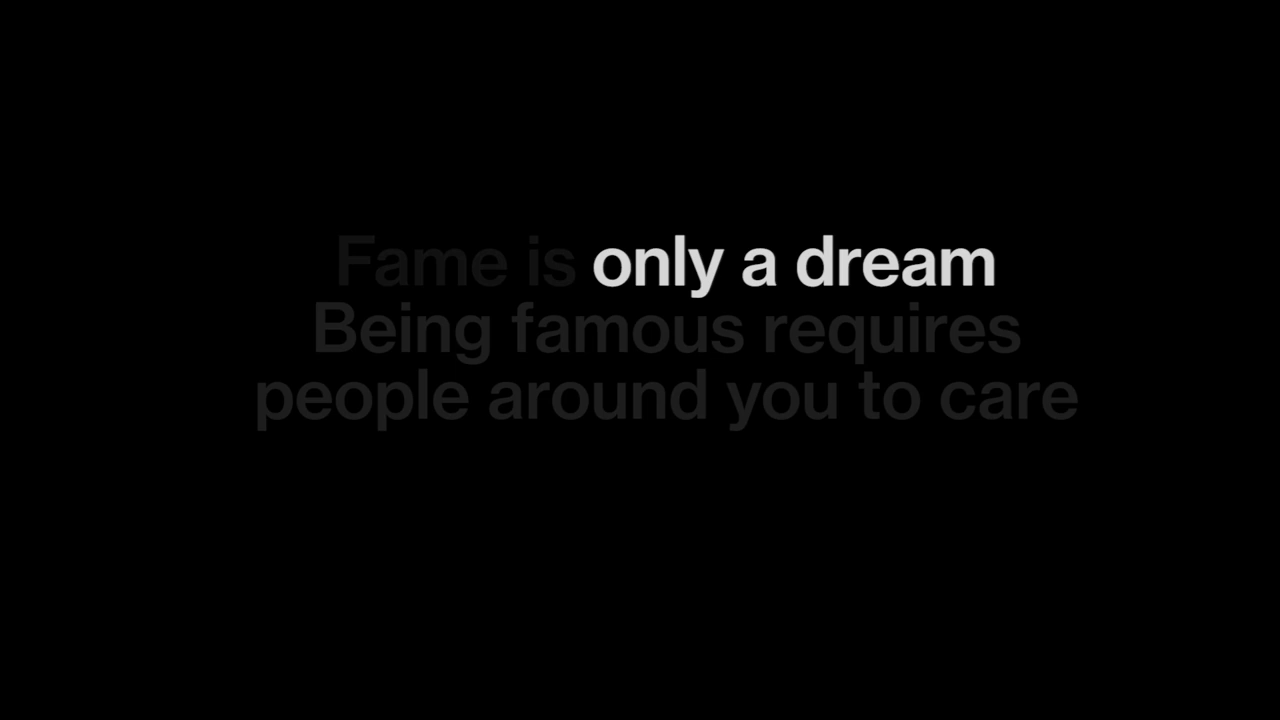 Fame is only a dream
Being famous requires
people around you to care